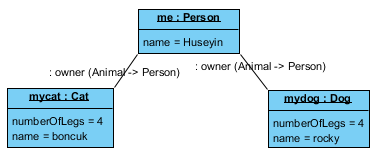 me : Person
name = Huseyin
: owner (Animal -> Person)
: owner (Animal -> Person)
mycat : Cat
numberOfLegs = 4
name = boncuk
mydog : Dog
numberOfLegs = 4
name = rocky